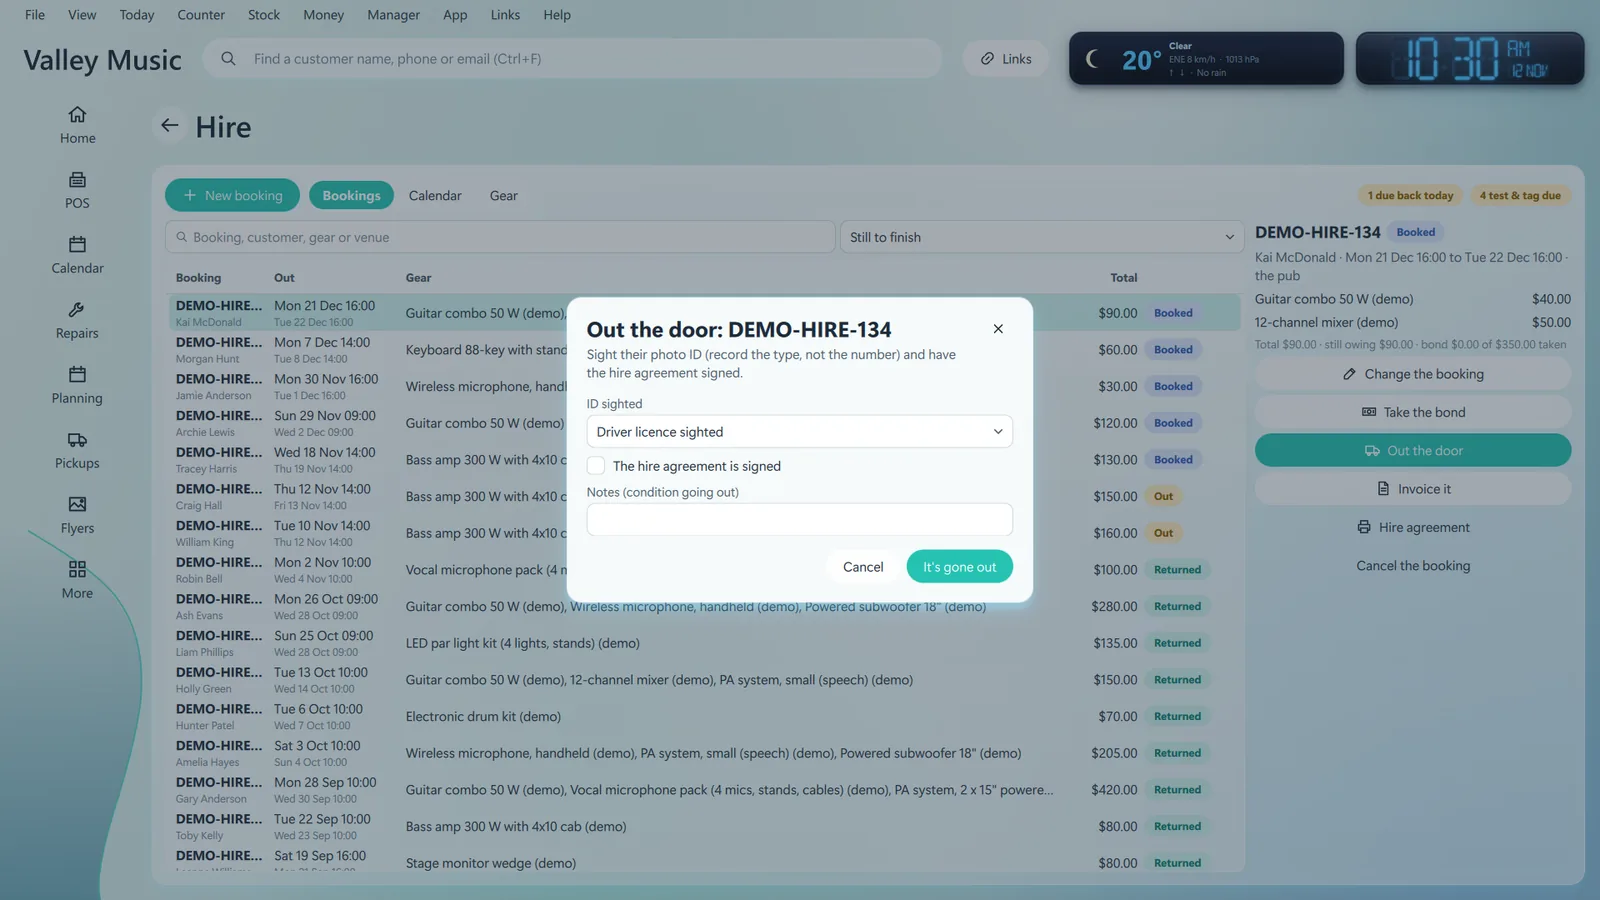 File View Today Counter Stock Money Manager App Links Help
Valley Music
Find a customer name, phone or email (Ctrl+F)
Links
20°
Clear
ENE 8 km/h · 1013 hPa
↑ ↓ · No rain
10:30 AM
12 NOV
Home
POS
Calendar
Repairs
Planning
Pickups
Flyers
More
Hire
New booking
Bookings
Calendar
Gear
1 due back today
4 test & tag due
Booking, customer, gear or venue
Still to finish
Booking Out Gear Total
DEMO-HIRE... Mon 21 Dec 16:00
Kai McDonald Tue 22 Dec 16:00
Guitar combo 50 W (demo), $90.00 Booked
DEMO-HIRE... Mon 7 Dec 14:00
Morgan Hunt Tue 8 Dec 14:00
Keyboard 88-key with stand $60.00 Booked
DEMO-HIRE... Mon 30 Nov 16:00
Jamie Anderson Tue 1 Dec 16:00
Wireless microphone, $30.00 Booked
DEMO-HIRE... Sun 29 Nov 09:00
Archie Lewis Wed 2 Dec 09:00
Guitar combo 50 W (demo) $120.00 Booked
DEMO-HIRE... Wed 18 Nov 14:00
Tracey Harris Thu 19 Nov 14:00
Bass amp 300 W with 4x10 $130.00 Booked
DEMO-HIRE... Thu 12 Nov 14:00
Craig Hall Fri 13 Nov 14:00
Bass amp 300 W with 4x10 $150.00 Out
DEMO-HIRE... Tue 10 Nov 14:00
William King Thu 12 Nov 14:00
Bass amp 300 W with 4x10 $160.00 Out
DEMO-HIRE... Mon 2 Nov 10:00
Robin Bell Wed 4 Nov 10:00
Vocal microphone pack (4 $100.00 Returned
DEMO-HIRE... Mon 26 Oct 09:00
Ash Evans Wed 28 Oct 09:00
Guitar combo 50 W (demo), Wireless microphone, handheld (demo), Powered subwoofer 18" (demo) $280.00 Returned
DEMO-HIRE... Sun 25 Oct 09:00
Liam Phillips Wed 28 Oct 09:00
LED par light kit (4 lights, stands) (demo) $135.00 Returned
DEMO-HIRE... Tue 13 Oct 10:00
Holly Green Wed 14 Oct 10:00
Guitar combo 50 W (demo), 12-channel mixer (demo), PA system, small (speech) (demo) $150.00 Returned
DEMO-HIRE... Tue 6 Oct 10:00
Hunter Patel Wed 7 Oct 10:00
Electronic drum kit (demo) $70.00 Returned
DEMO-HIRE... Sat 3 Oct 10:00
Amelia Hayes Sun 4 Oct 10:00
Wireless microphone, handheld (demo), PA system, small (speech) (demo), Powered subwoofer 18" (demo) $205.00 Returned
DEMO-HIRE... Mon 28 Sep 10:00
Gary Anderson Wed 30 Sep 10:00
Guitar combo 50 W (demo), Vocal microphone pack (4 mics, stands, cables) (demo), PA system, 2 x 15" powere... $420.00 Returned
DEMO-HIRE... Tue 22 Sep 10:00
Toby Kelly Wed 23 Sep 10:00
Bass amp 300 W with 4x10 cab (demo) $80.00 Returned
DEMO-HIRE... Sat 19 Sep 16:00
Stage monitor wedge (demo) $80.00 Returned
Out the door: DEMO-HIRE-134
Sight their photo ID (record the type, not the number) and have
the hire agreement signed.
ID sighted
Driver licence sighted
The hire agreement is signed
Notes (condition going out)
Cancel
It's gone out
DEMO-HIRE-134 Booked
Kai McDonald · Mon 21 Dec 16:00 to Tue 22 Dec 16:00 ·
the pub
Guitar combo 50 W (demo) $40.00
12-channel mixer (demo) $50.00
Total $90.00 · still owing $90.00 · bond $0.00 of $350.00 taken
Change the booking
Take the bond
Out the door
Invoice it
Hire agreement
Cancel the booking